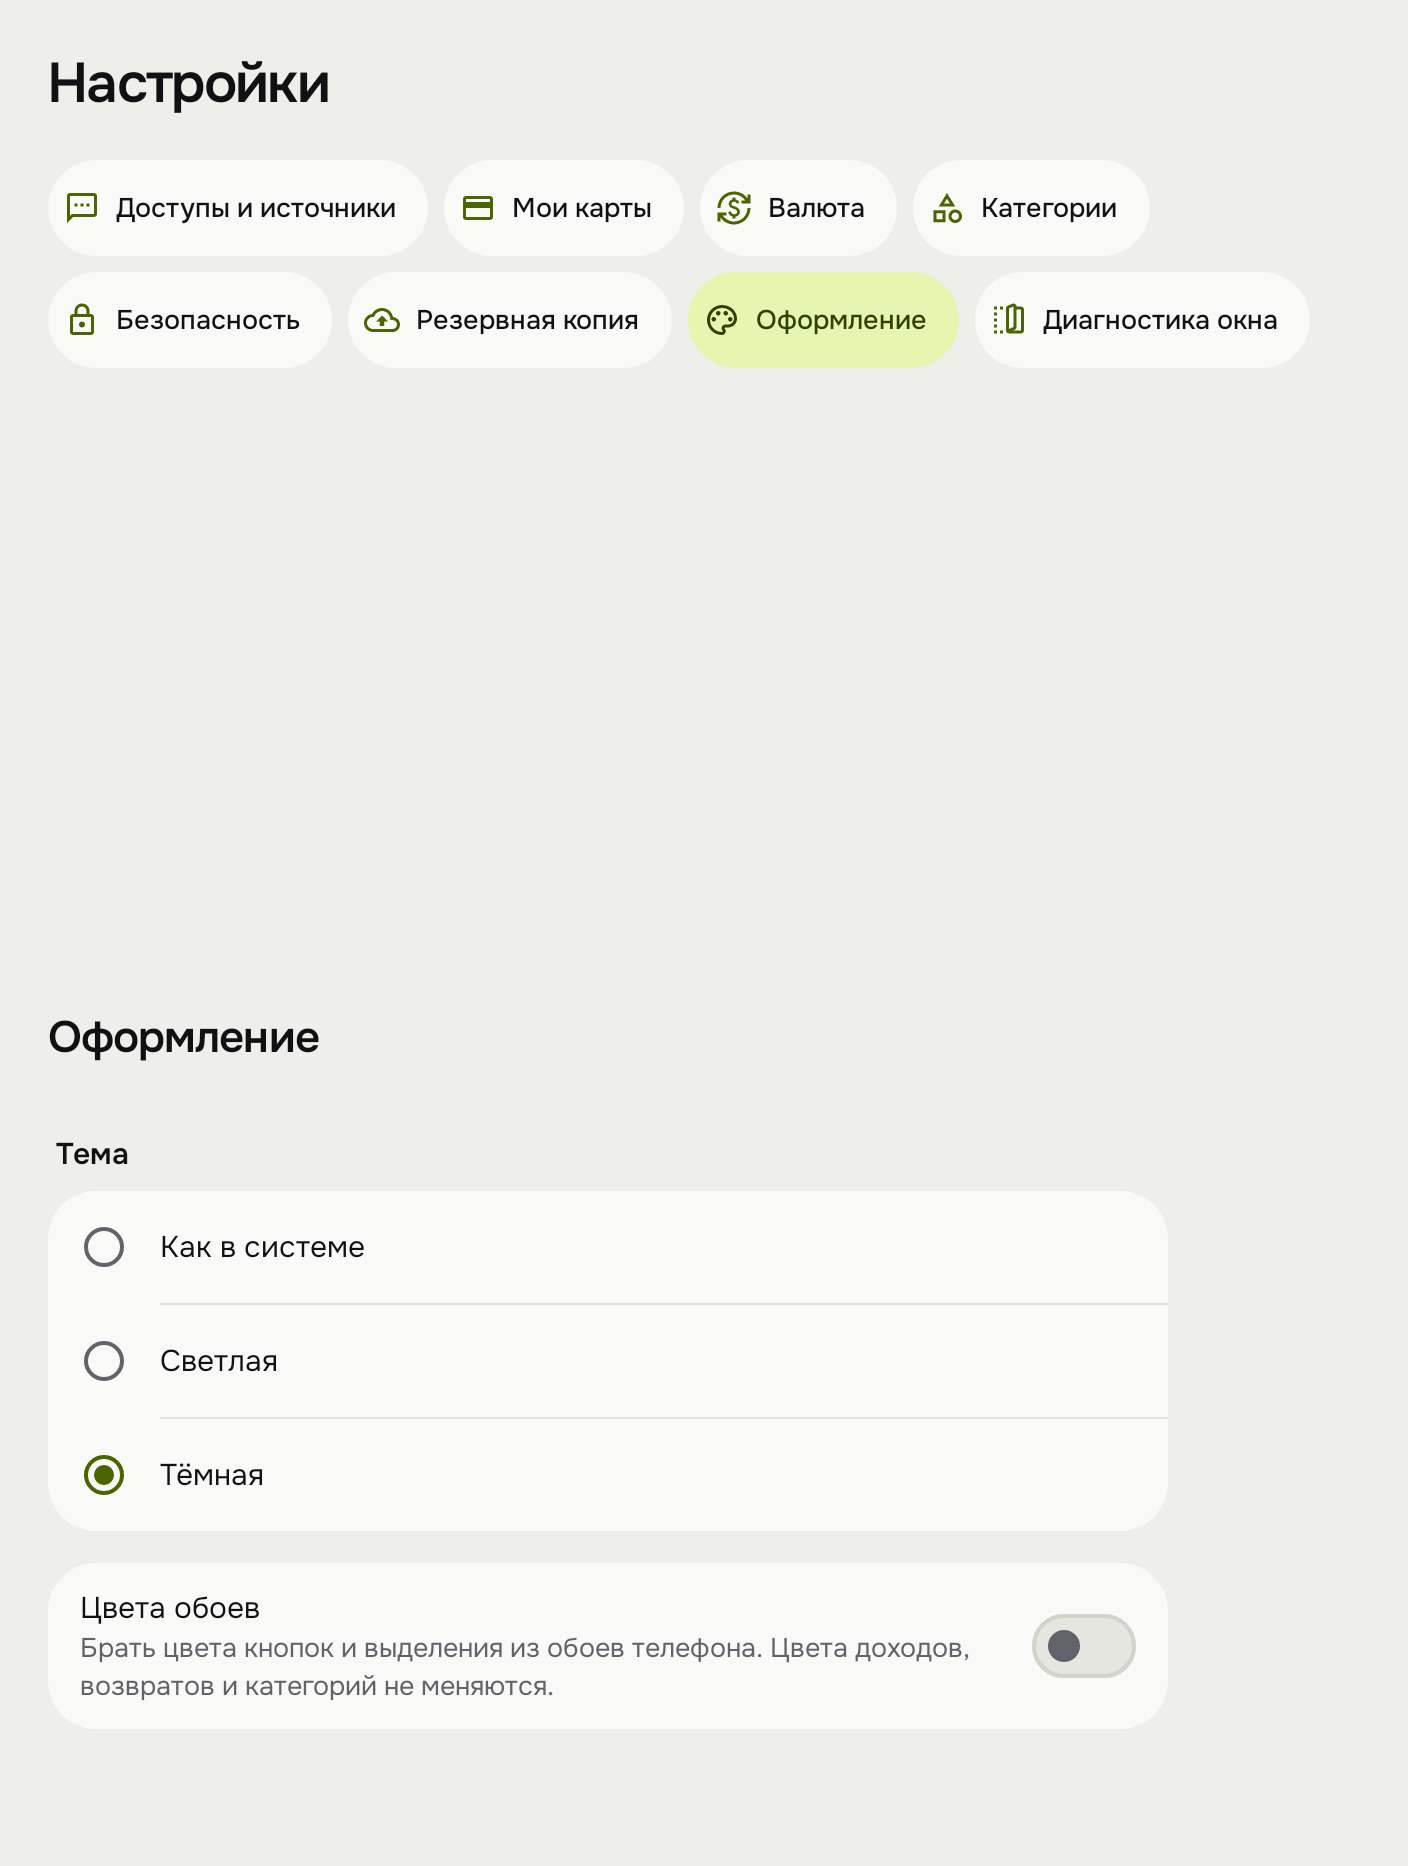 Настройки
Доступы и источники
Мои карты
Валюта
Категории
Безопасность
Резервная копия
Оформление
Диагностика окна
Оформление
Тема
Как в системе
Светлая
Тёмная
Цвета обоев
Брать цвета кнопок и выделения из обоев телефона. Цвета доходов,
возвратов и категорий не меняются.